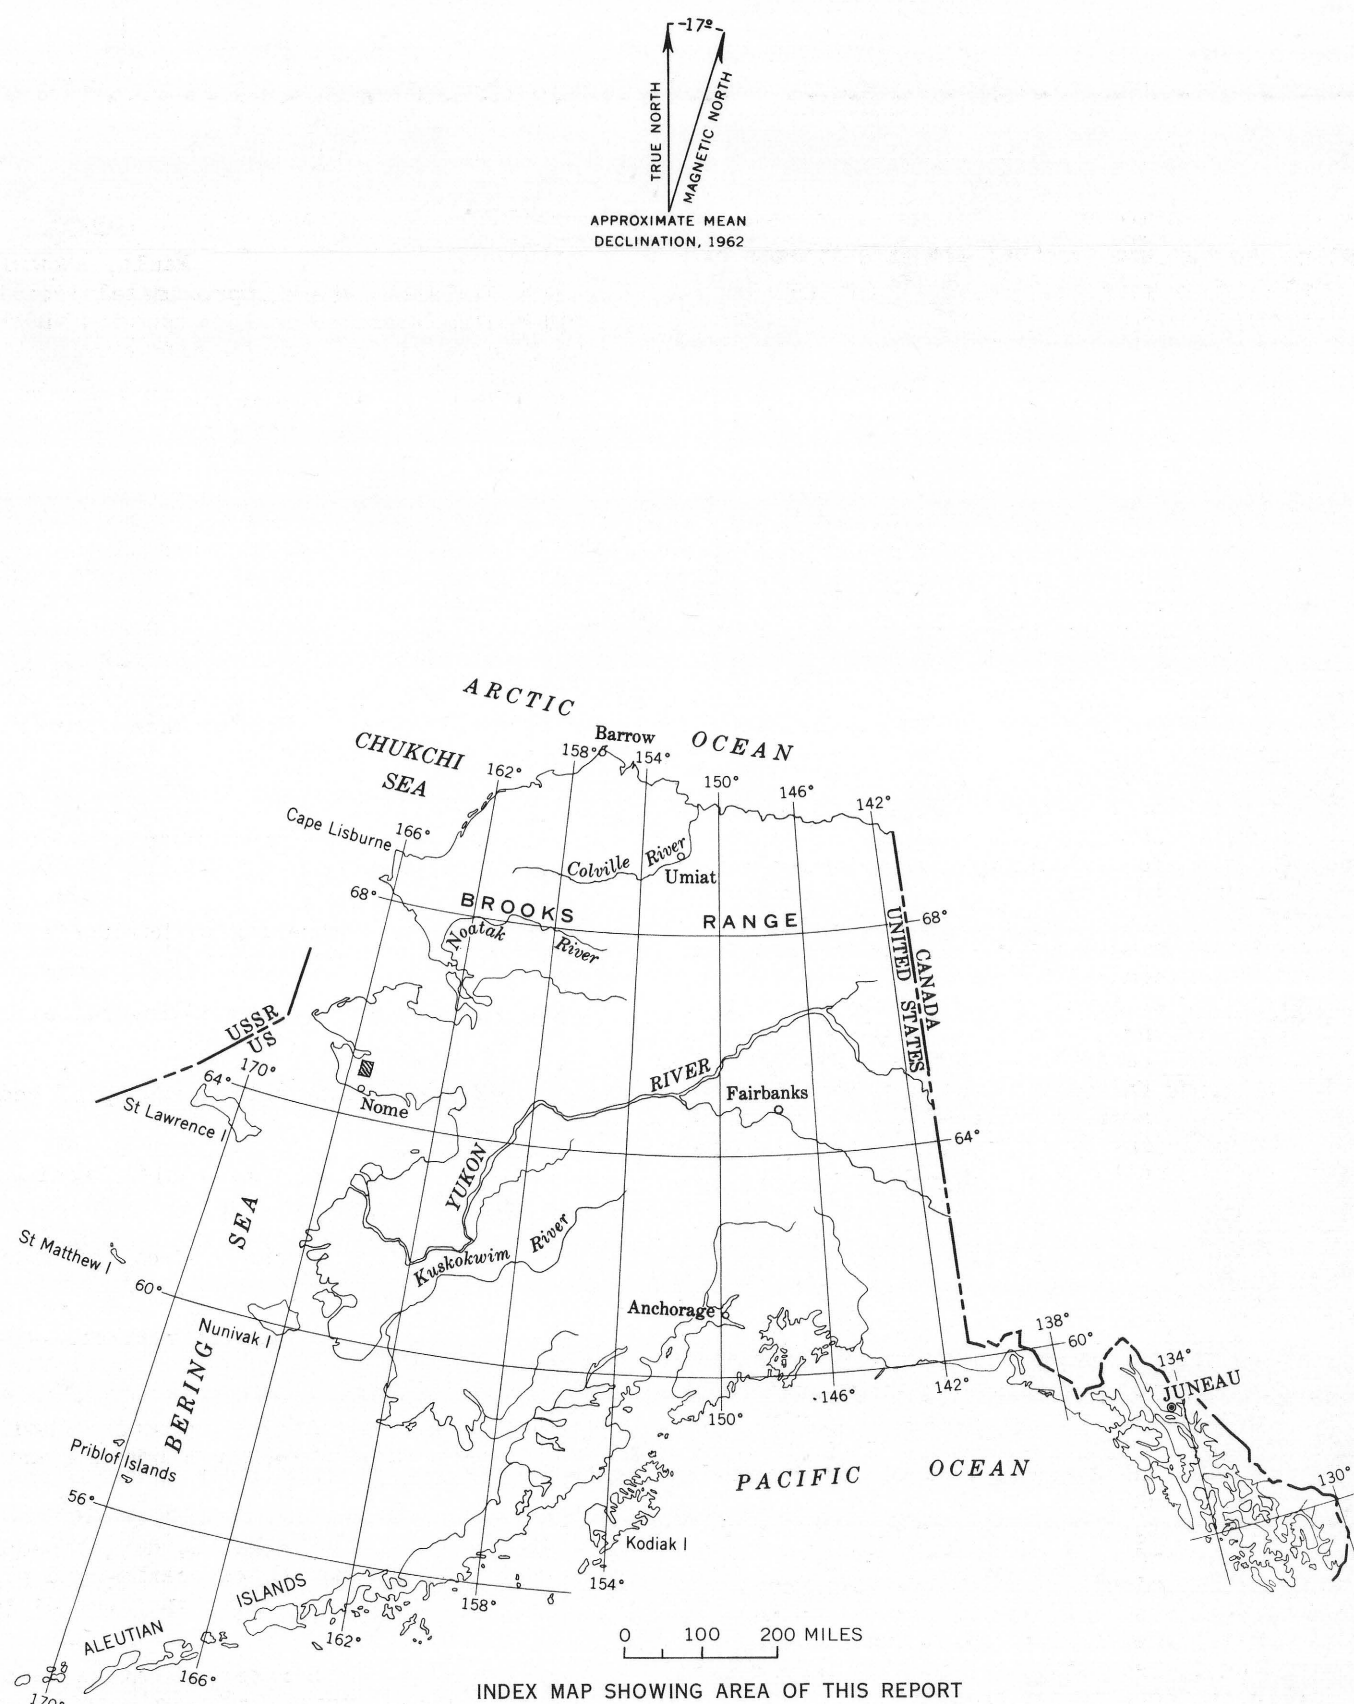 17º
TRUE NORTH
MAGNETIC NORTH
APPROXIMATE MEAN
DECLINATION, 1962
ARCTIC
OCEAN
CHUKCHI
SEA
Barrow
158°
154°
162°
150°
146°
142°
Cape Lisburne
166°
Colville River
Umiat
68°
BROOKS RANGE
68°
Noatak
River
UNITED STATES
CANADA
USSR
US
170°
64°
St Lawrence I
Nome
YUKON
RIVER
Fairbanks
64°
SEA
St Matthew I
Kuskokwim River
60°
Nunivak I
Anchorage
138°
60°
134°
JUNEAU
BERING
150°
146°
142°
Priblof Islands
PACIFIC OCEAN
130°
56°
Kodiak I
154°
158°
ALEUTIAN ISLANDS
162°
166°
170°
0 100 200 MILES
INDEX MAP SHOWING AREA OF THIS REPORT